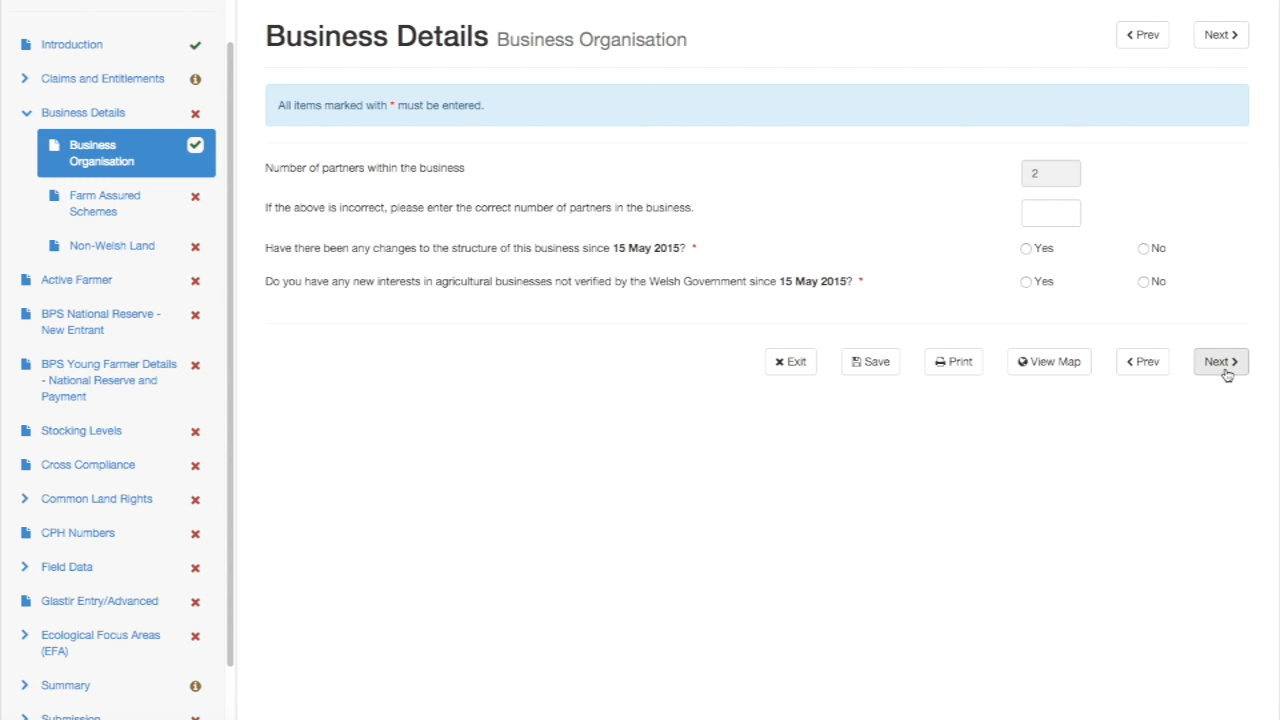 Introduction
Claims and Entitlements
Business Details
Business
Organisation
Farm Assured
Schemes
Non-Welsh Land
Active Farmer
BPS National Reserve -
New Entrant
BPS Young Farmer Details
- National Reserve and
Payment
Stocking Levels
Cross Compliance
Common Land Rights
CPH Numbers
Field Data
Glastir Entry/Advanced
Ecological Focus Areas
(EFA)
Summary
Submission
Business Details Business Organisation
Prev Next
All items marked with * must be entered.
Number of partners within the business 2
If the above is incorrect, please enter the correct number of partners in the business.
Have there been any changes to the structure of this business since 15 May 2015? * Yes No
Do you have any new interests in agricultural businesses not verified by the Welsh Government since 15 May 2015? * Yes No
Exit Save Print View Map Prev Next